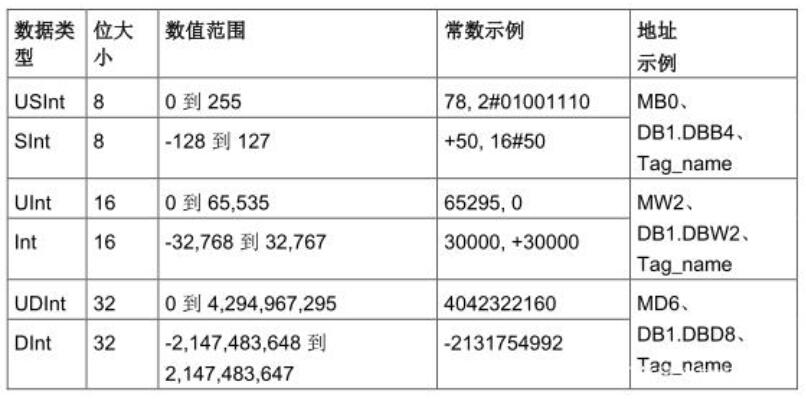 数据类型 位大小 数值范围 常数示例 地址
示例
USInt 8 0 到 255 78, 2#01001110 MB0、
DB1.DBB4、
Tag_name
SInt 8 -128 到 127 +50, 16#50
UInt 16 0 到 65,535 65295, 0 MW2、
DB1.DBW2、
Tag_name
Int 16 -32,768 到 32,767 30000, +30000
UDInt 32 0 到 4,294,967,295 4042322160 MD6、
DB1.DBD8、
Tag_name
DInt 32 -2,147,483,648 到
2,147,483,647 -2131754992